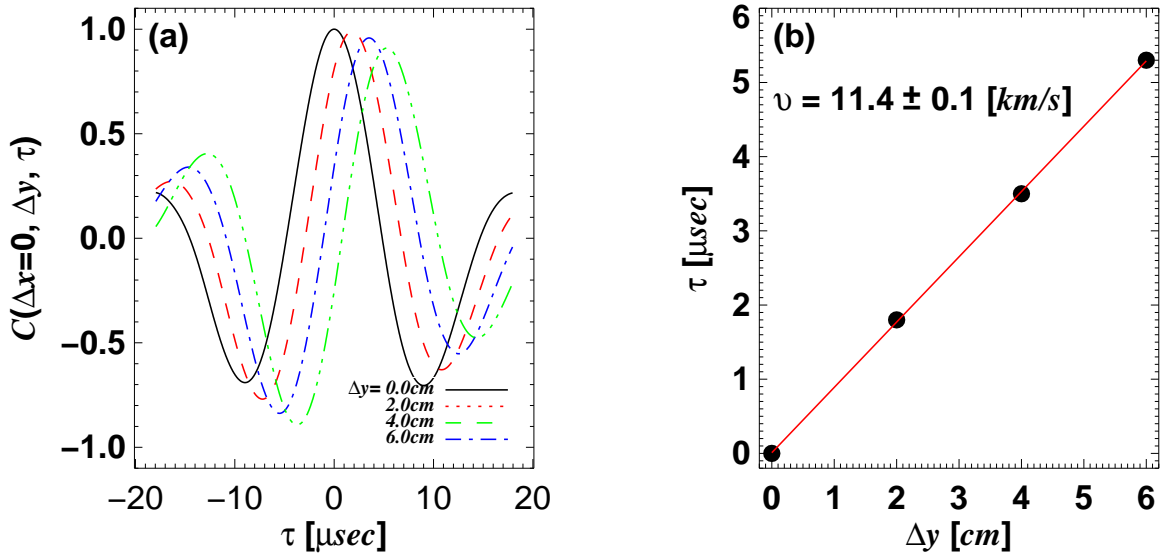 (a)
1.0
0.5
0.0
−0.5
−1.0
C(Δx=0, Δy, τ)
Δy= 0.0cm
2.0cm
4.0cm
6.0cm
−20 −10 0 10 20
τ [μsec]
(b)
υ = 11.4 ± 0.1 [km/s]
6
5
4
3
2
1
0
τ [μsec]
0 1 2 3 4 5 6
Δy [cm]